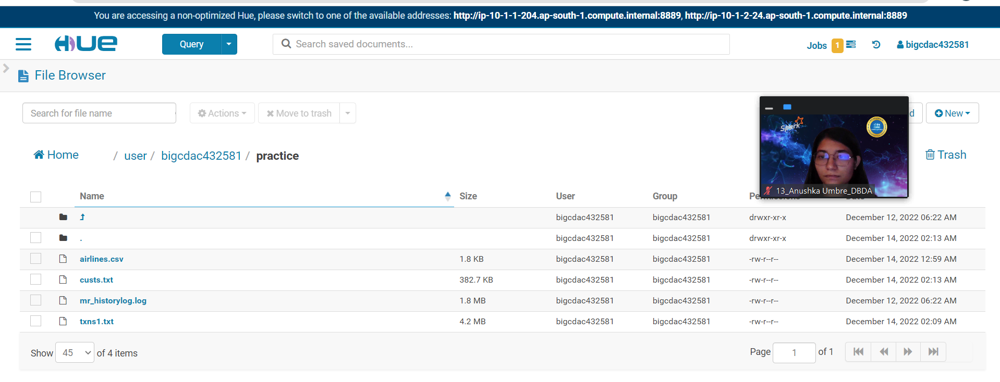 You are accessing a non-optimized Hue, please switch to one of the available addresses: http://ip-10-1-1-204.ap-south-1.compute.internal:8889, http://ip-10-1-2-24.ap-south-1.compute.internal:8889
HUE Query Search saved documents... Jobs 1 bigcdac432581
File Browser
Search for file name Actions Move to trash d New
Spark
13_Anushka Umbre_DBDA
Home / user / bigcdac432581 / practice Trash
Name Size User Group
bigcdac432581 bigcdac432581 drwxr-xr-x December 12, 2022 06:22 AM
. bigcdac432581 bigcdac432581 drwxr-xr-x December 14, 2022 02:13 AM
airlines.csv 1.8 KB bigcdac432581 bigcdac432581 -rw-r--r-- December 14, 2022 12:59 AM
custs.txt 382.7 KB bigcdac432581 bigcdac432581 -rw-r--r-- December 14, 2022 02:13 AM
mr_historylog.log 1.8 MB bigcdac432581 bigcdac432581 -rw-r--r-- December 12, 2022 06:22 AM
txns1.txt 4.2 MB bigcdac432581 bigcdac432581 -rw-r--r-- December 14, 2022 02:09 AM
Show 45 of 4 items Page 1 of 1